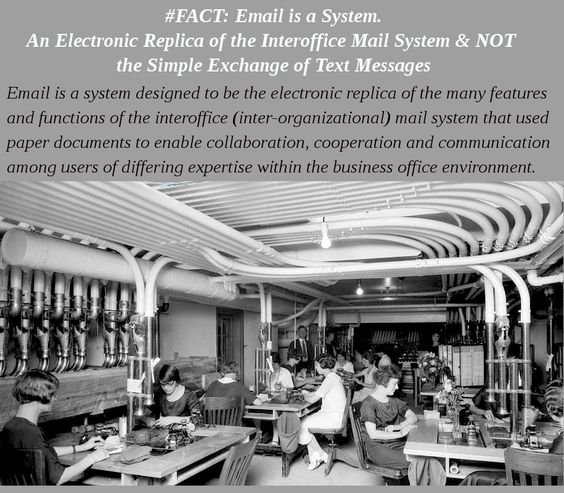 #FACT: Email is a System.
An Electronic Replica of the Interoffice Mail System & NOT
the Simple Exchange of Text Messages
Email is a system designed to be the electronic replica of the many features
and functions of the interoffice (inter-organizational) mail system that used
paper documents to enable collaboration, cooperation and communication
among users of differing expertise within the business office environment.